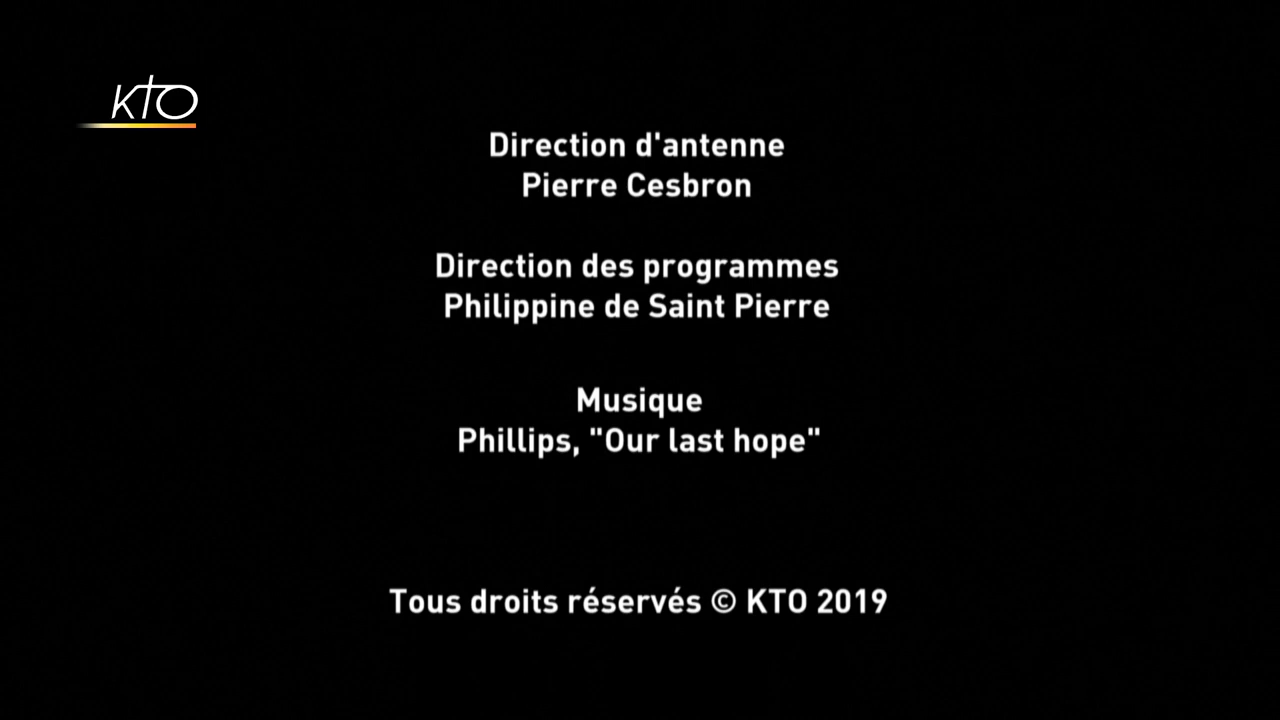 KTO
Direction d'antenne
Pierre Cesbron
Direction des programmes
Philippine de Saint Pierre
Musique
Phillips, "Our last hope"
Tous droits réservés © KTO 2019